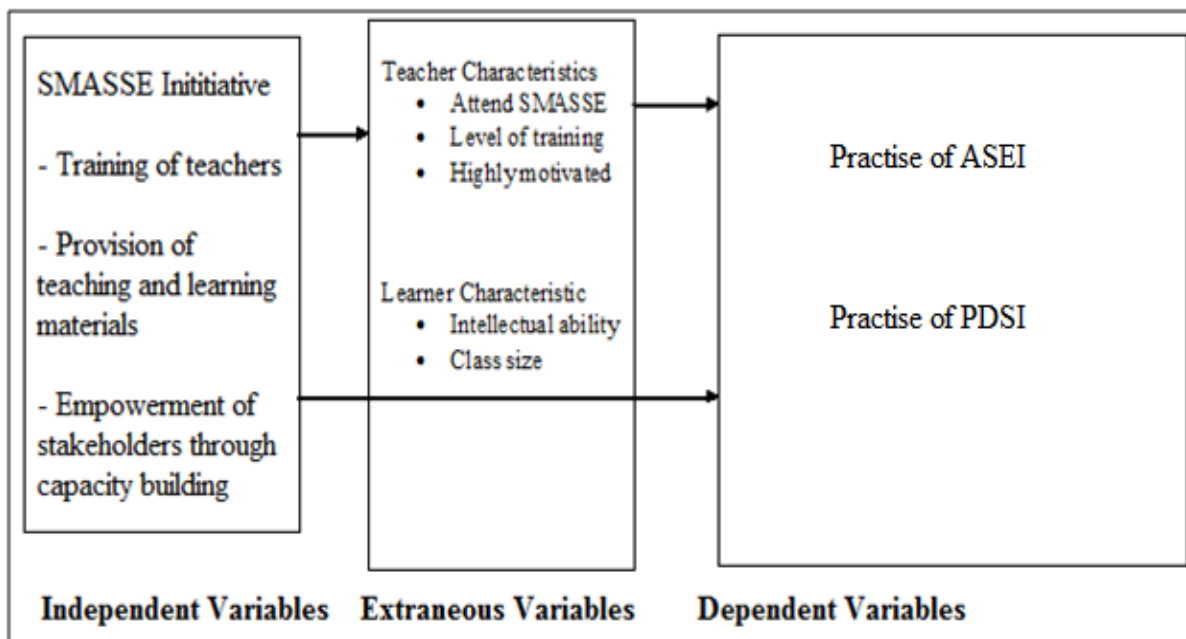 SMASSE Inititiative
- Training of teachers
- Provision of
teaching and learning
materials
- Empowerment of
stakeholders through
capacity building
Teacher Characteristics
• Attend SMASSE
• Level of training
• Highly motivated
Learner Characteristic
• Intellectual ability
• Class size
Practise of ASEI
Practise of PDSI
Independent Variables Extraneous Variables Dependent Variables